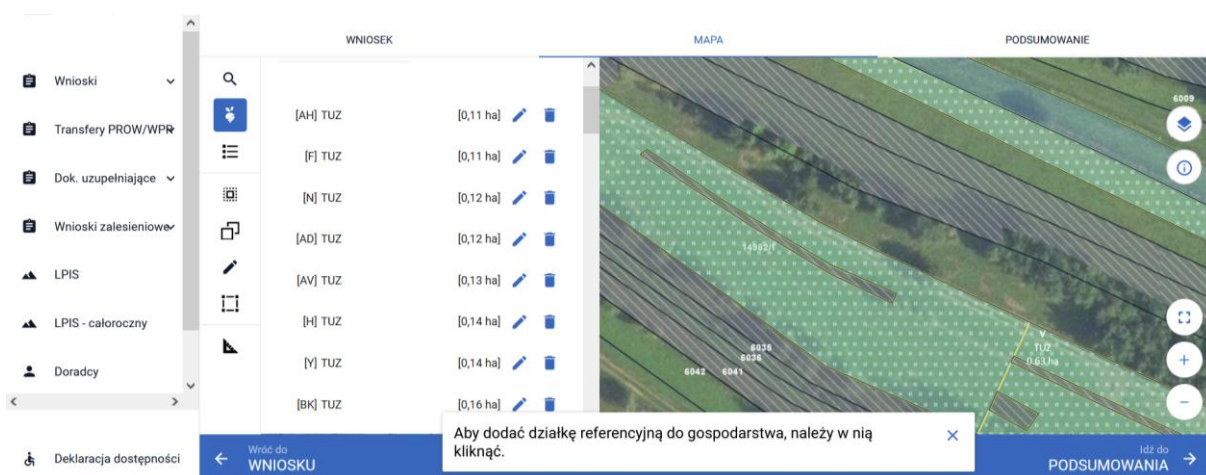 WNIOSEK
MAPA
PODSUMOWANIE
Wnioski
Transfery PROW/WPR
Dok. uzupełniające
Wnioski zalesieniowe
LPIS
LPIS - całoroczny
Doradcy
Deklaracja dostępności
[AH] TUZ [0,11 ha]
[F] TUZ [0,11 ha]
[N] TUZ [0,12 ha]
[AD] TUZ [0,12 ha]
[AV] TUZ [0,13 ha]
[H] TUZ [0,14 ha]
[Y] TUZ [0,14 ha]
[BK] TUZ [0,16 ha]
6009
6035
6036
6042 6041
TUZ
0.63 ha
Aby dodać działkę referencyjną do gospodarstwa, należy w nią
kliknąć.
Wróć do
WNIOSKU
Idź do
PODSUMOWANIA